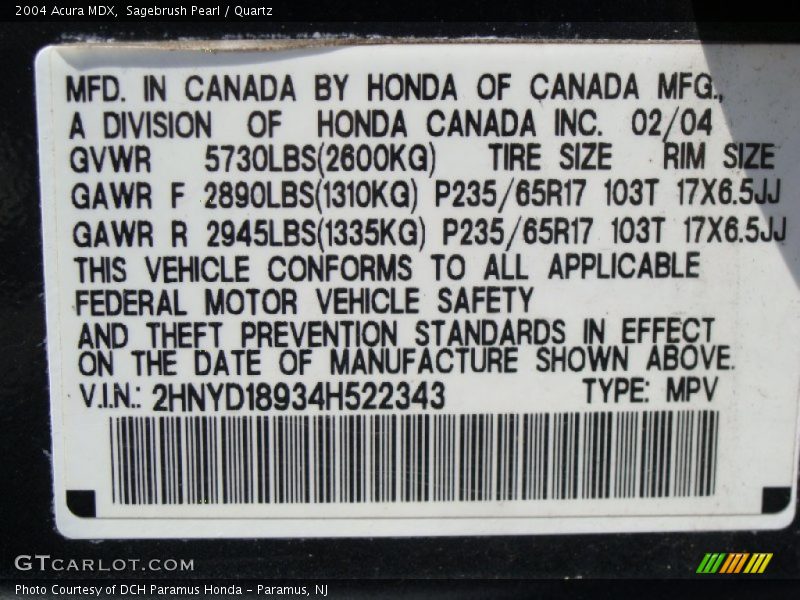 2004 Acura MDX,  Sagebrush Pearl / Quartz
MFD. IN CANADA BY HONDA OF CANADA MFG.,
A DIVISION OF HONDA CANADA INC. 02/04
GVWR 5730LBS(2600KG) TIRE SIZE RIM SIZE
GAWR F 2890LBS(1310KG) P235/65R17 103T 17X6.5JJ
GAWR R 2945LBS(1335KG) P235/65R17 103T 17X6.5JJ
THIS VEHICLE CONFORMS TO ALL APPLICABLE
FEDERAL MOTOR VEHICLE SAFETY
AND THEFT PREVENTION STANDARDS IN EFFECT
ON THE DATE OF MANUFACTURE SHOWN ABOVE.
V.I.N.: 2HNYD18934H522343 TYPE: MPV
GTCARLOT.COM
Photo Courtesy of DCH Paramus Honda - Paramus, NJ